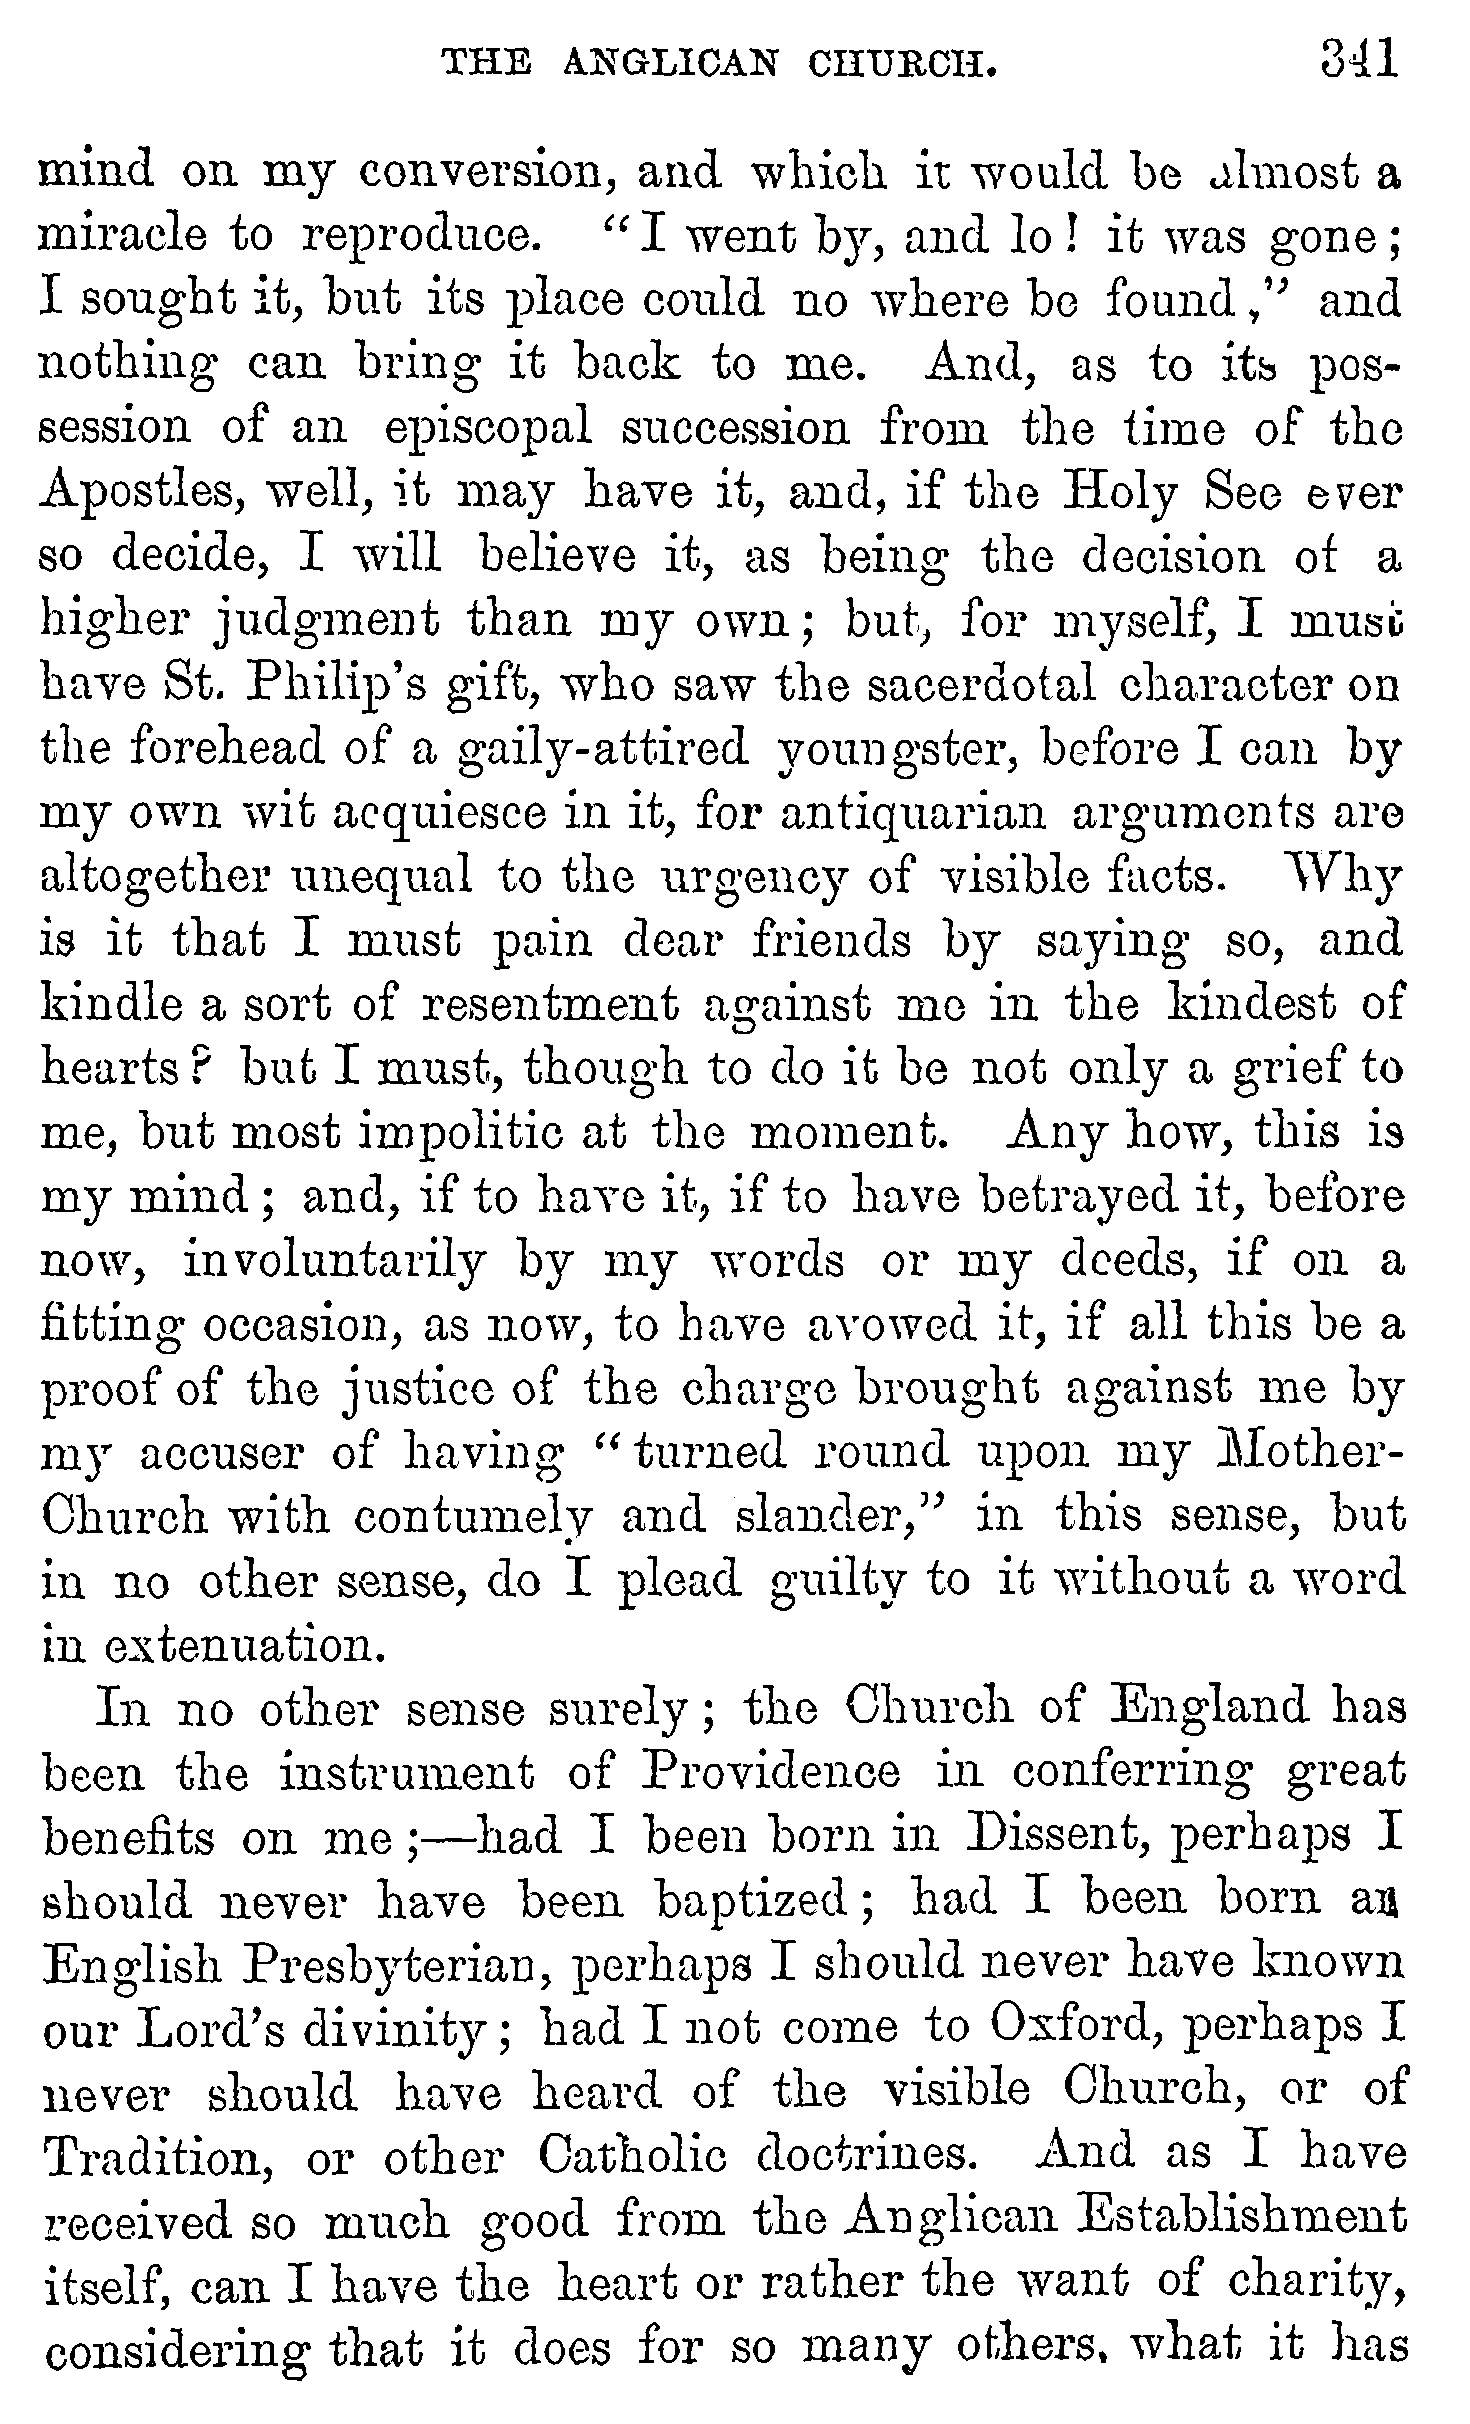 THE ANGLICAN CHURCH. 341
mind on my conversion, and which it would be almost a
miracle to reproduce. "I went by, and lo! it was gone;
I sought it, but its place could no where be found," and
nothing can bring it back to me. And, as to its pos-
session of an episcopal succession from the time of the
Apostles, well, it may have it, and, if the Holy See ever
so decide, I will believe it, as being the decision of a
higher judgment than my own; but, for myself, I must
have St. Philip's gift, who saw the sacerdotal character on
the forehead of a gaily-attired youngster, before I can by
my own wit acquiesce in it, for antiquarian arguments are
altogether unequal to the urgency of visible facts. Why
is it that I must pain dear friends by saying so, and
kindle a sort of resentment against me in the kindest of
hearts? but I must, though to do it be not only a grief to
me, but most impolitic at the moment. Any how, this is
my mind; and, if to have it, if to have betrayed it, before
now, involuntarily by my words or my deeds, if on a
fitting occasion, as now, to have avowed it, if all this be a
proof of the justice of the charge brought against me by
my accuser of having "turned round upon my Mother-
Church with contumely and slander," in this sense, but
in no other sense, do I plead guilty to it without a word
in extenuation.
In no other sense surely; the Church of England has
been the instrument of Providence in conferring great
benefits on me;—had I been born in Dissent, perhaps I
should never have been baptized; had I been born an
English Presbyterian, perhaps I should never have known
our Lord's divinity; had I not come to Oxford, perhaps I
never should have heard of the visible Church, or of
Tradition, or other Catholic doctrines. And as I have
received so much good from the Anglican Establishment
itself, can I have the heart or rather the want of charity,
considering that it does for so many others, what it has